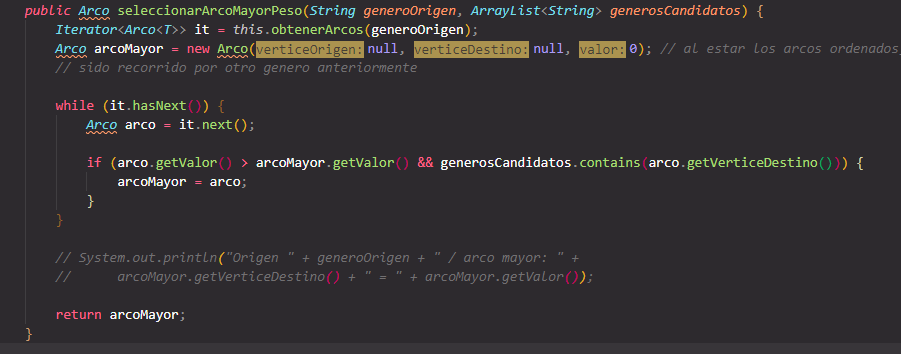 public Arco seleccionarArcoMayorPeso(String generoOrigen, ArrayList<String> generosCandidatos) {
Iterator<Arco<T>> it = this.obtenerArcos(generoOrigen);
Arco arcoMayor = new Arco(verticeOrigen: null, verticeDestino: null, valor: 0); // al estar los arcos ordenados
// sido recorrido por otro genero anteriormente
while (it.hasNext()) {
Arco arco = it.next();
if (arco.getValor() > arcoMayor.getValor() && generosCandidatos.contains(arco.getVerticeDestino())) {
arcoMayor = arco;
}
}
// System.out.println("Origen " + generoOrigen + " / arco mayor: " +
// arcoMayor.getVerticeDestino() + " = " + arcoMayor.getValor());
return arcoMayor;
}